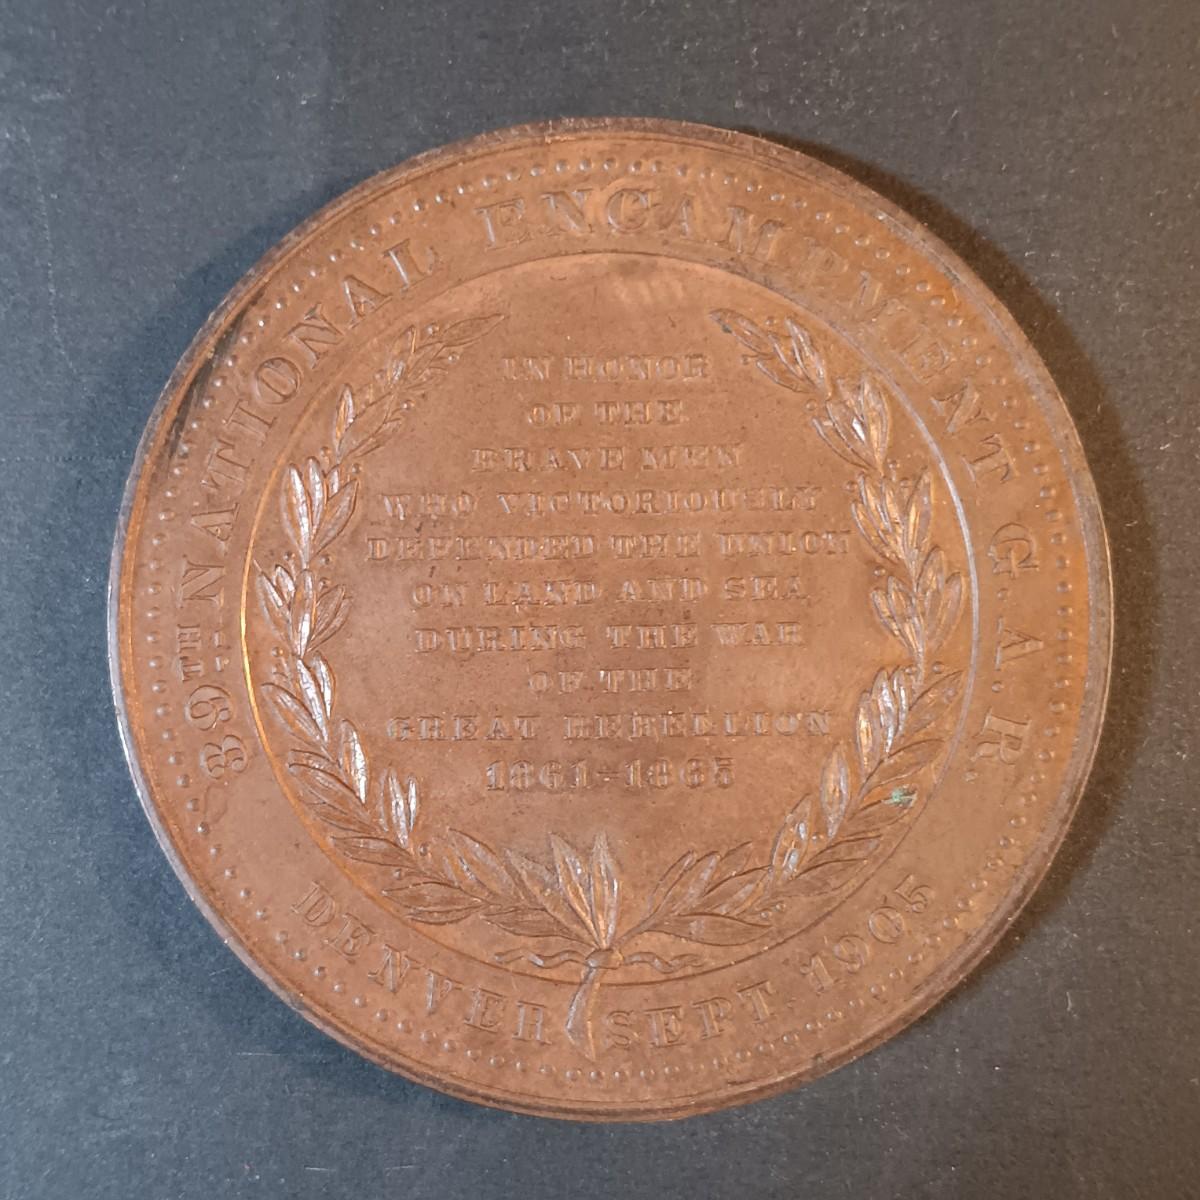 39TH NATIONAL ENCAMPMENT G.A.R.
IN HONOR
OF THE
BRAVE MEN
WHO VICTORIOUSLY
DEFENDED THE UNION
ON LAND AND SEA
DURING THE WAR
OF THE
GREAT REBELLION
1861-1865
DENVER SEPT. 1905